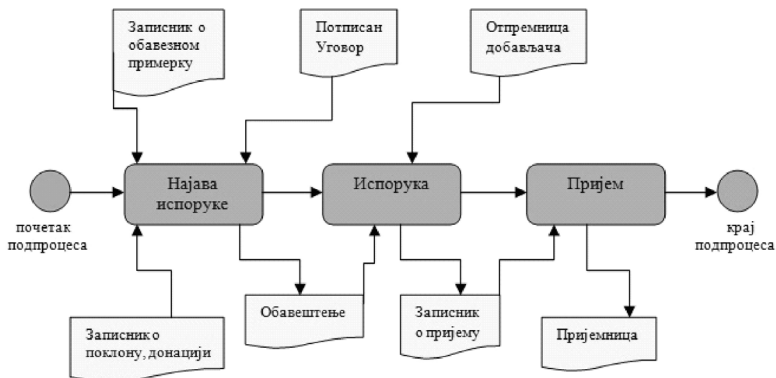 Записник о
обавезном
примерку
Потписан
Уговор
Отпремница
добављача
Најава
испоруке
Испорука
Пријем
почетак
подпроцеса
крај
подпроцеса
Обавештење
Записник
о пријему
Записник о
поклону, донацији
Пријемница